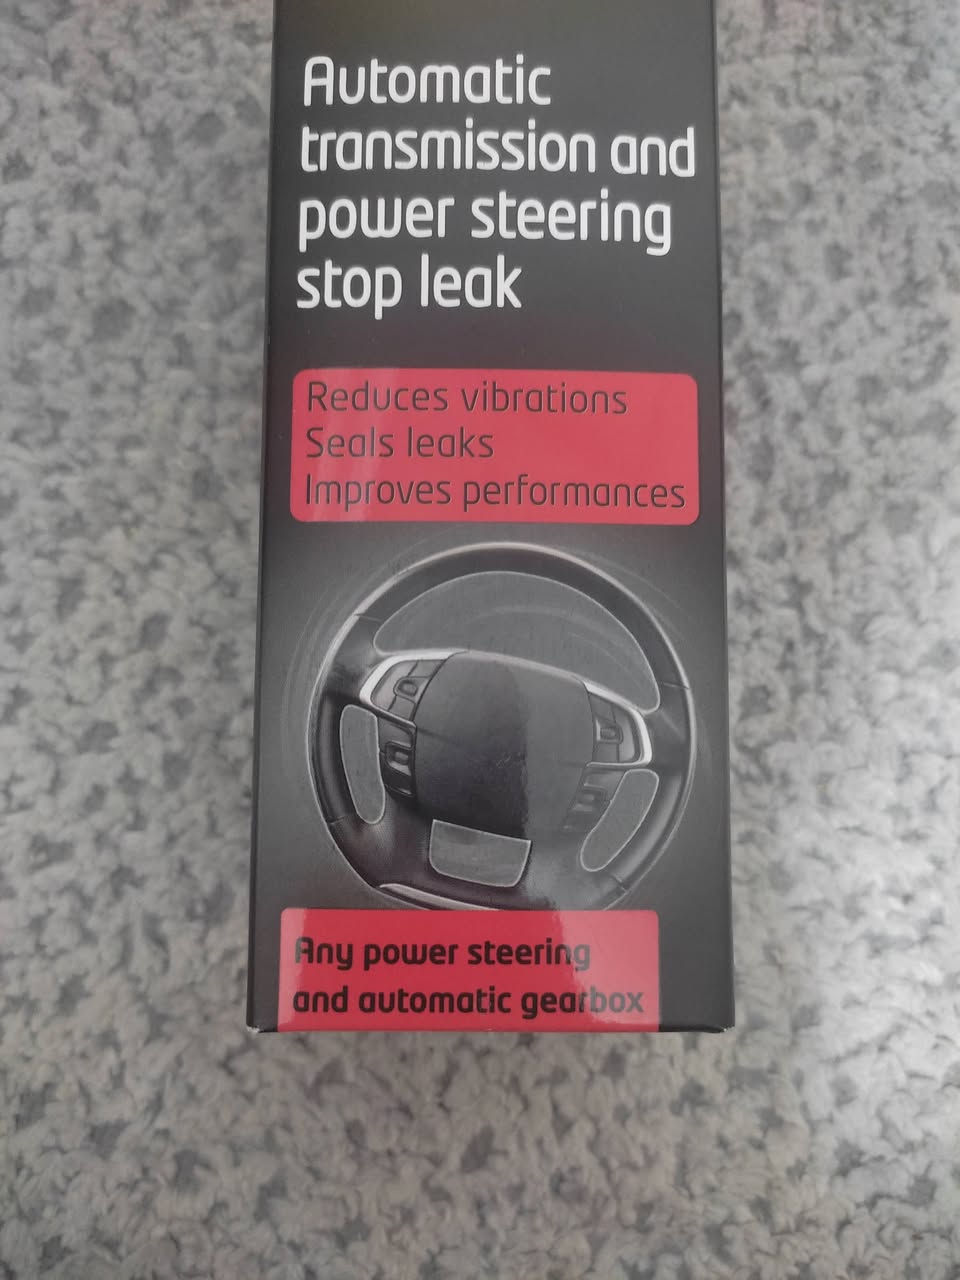 Automatic
transmission and
power steering
stop leak
Reduces vibrations
Seals leaks
Improves performances
Any power steering
and automatic gearbox